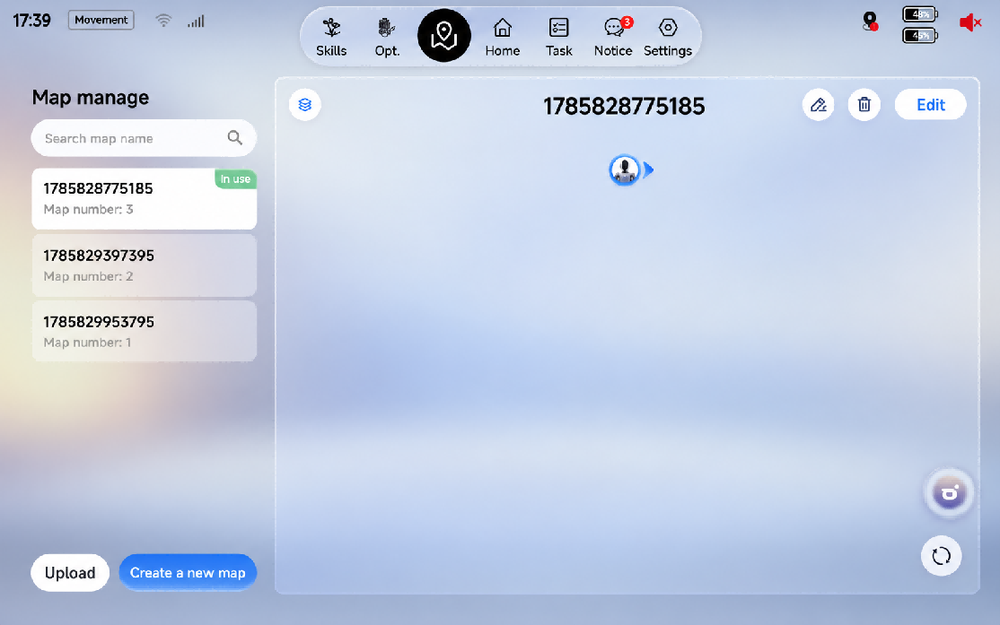 17:39 Movement
Skills Opt. Home Task Notice 3 Settings
48%
45%
Map manage
Search map name
In use
1785828775185
Map number: 3
1785829397395
Map number: 2
1785829953795
Map number: 1
Upload Create a new map
1785828775185
Edit